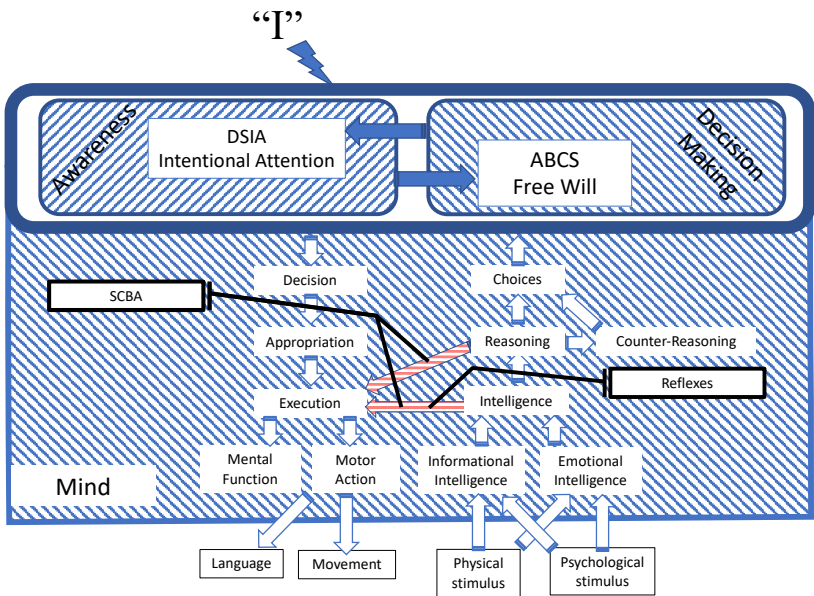 “I”
Awareness
DSIA
Intentional Attention
ABCS
Free Will
Decision
Making
Decision
Choices
SCBA
Appropriation
Reasoning
Counter-Reasoning
Reflexes
Execution
Intelligence
Mental
Function
Motor
Action
Informational
Intelligence
Emotional
Intelligence
Mind
Language
Movement
Physical
stimulus
Psychological
stimulus